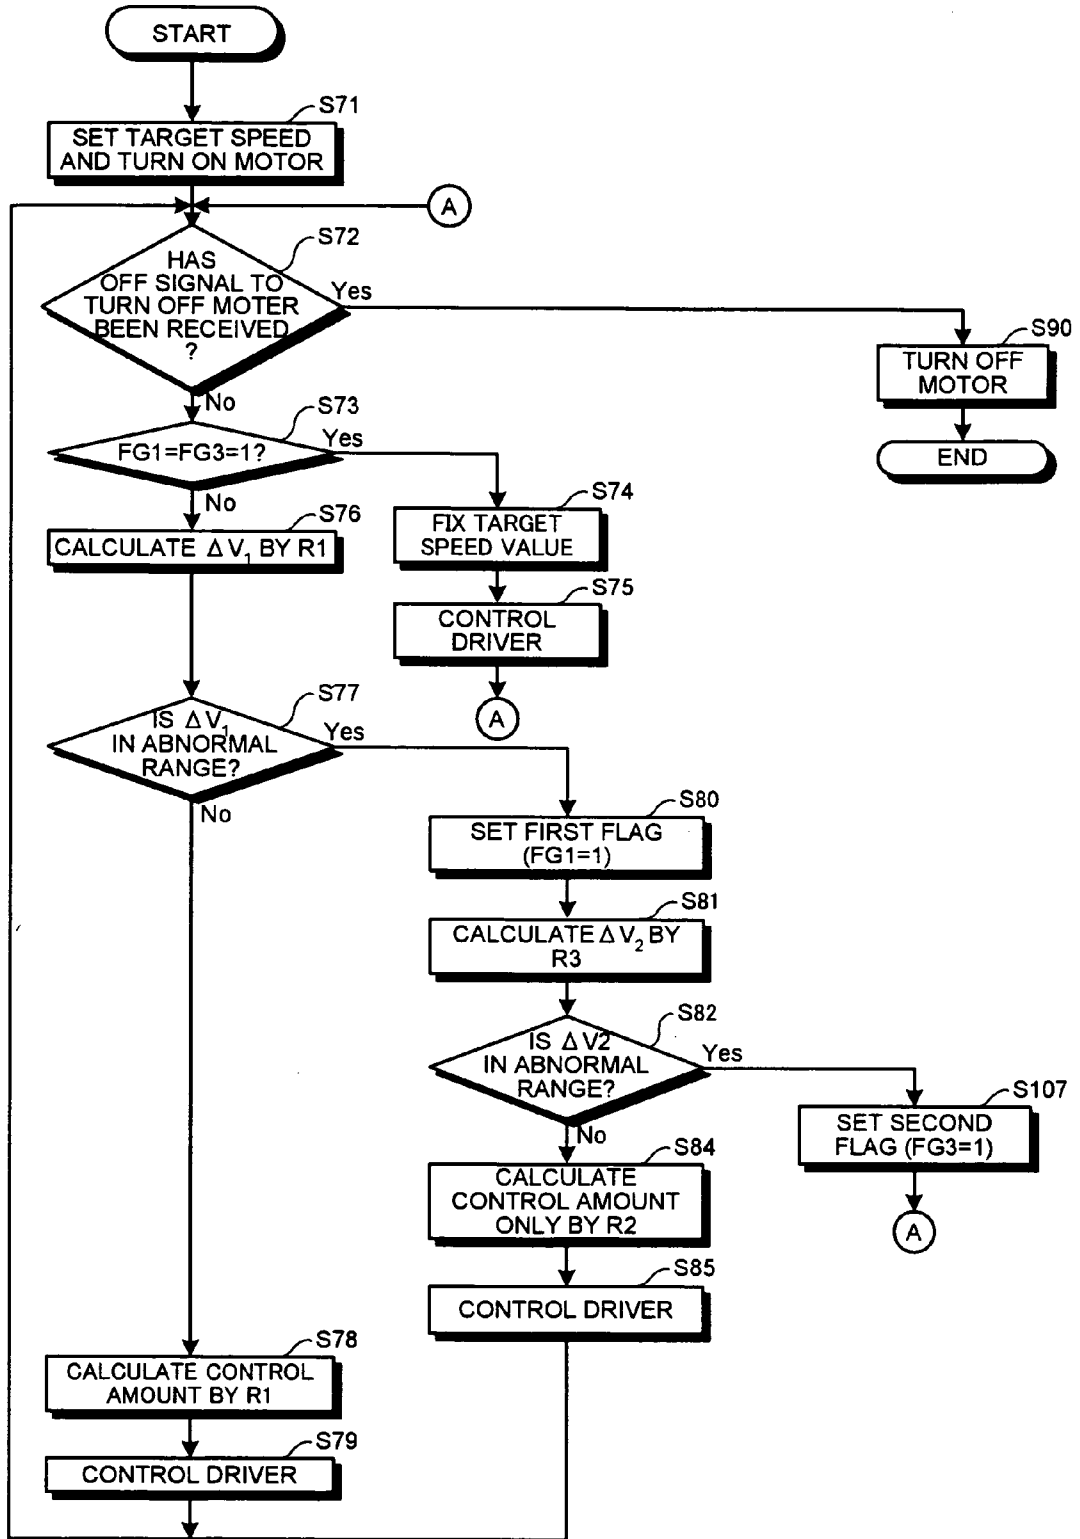 START
S71
SET TARGET SPEED
AND TURN ON MOTOR
A
S72
HAS
OFF SIGNAL TO
TURN OFF MOTER
BEEN RECEIVED
?
Yes
No
S90
TURN OFF
MOTOR
END
S73
FG1=FG3=1?
Yes
No
S74
FIX TARGET
SPEED VALUE
S75
CONTROL
DRIVER
A
S76
CALCULATE ΔV₁ BY R1
S77
IS ΔV₁
IN ABNORMAL
RANGE?
Yes
No
S80
SET FIRST FLAG
(FG1=1)
S81
CALCULATE ΔV₂ BY
R3
S82
IS ΔV2
IN ABNORMAL
RANGE?
Yes
No
S107
SET SECOND
FLAG (FG3=1)
A
S84
CALCULATE
CONTROL AMOUNT
ONLY BY R2
S85
CONTROL DRIVER
S78
CALCULATE CONTROL
AMOUNT BY R1
S79
CONTROL DRIVER